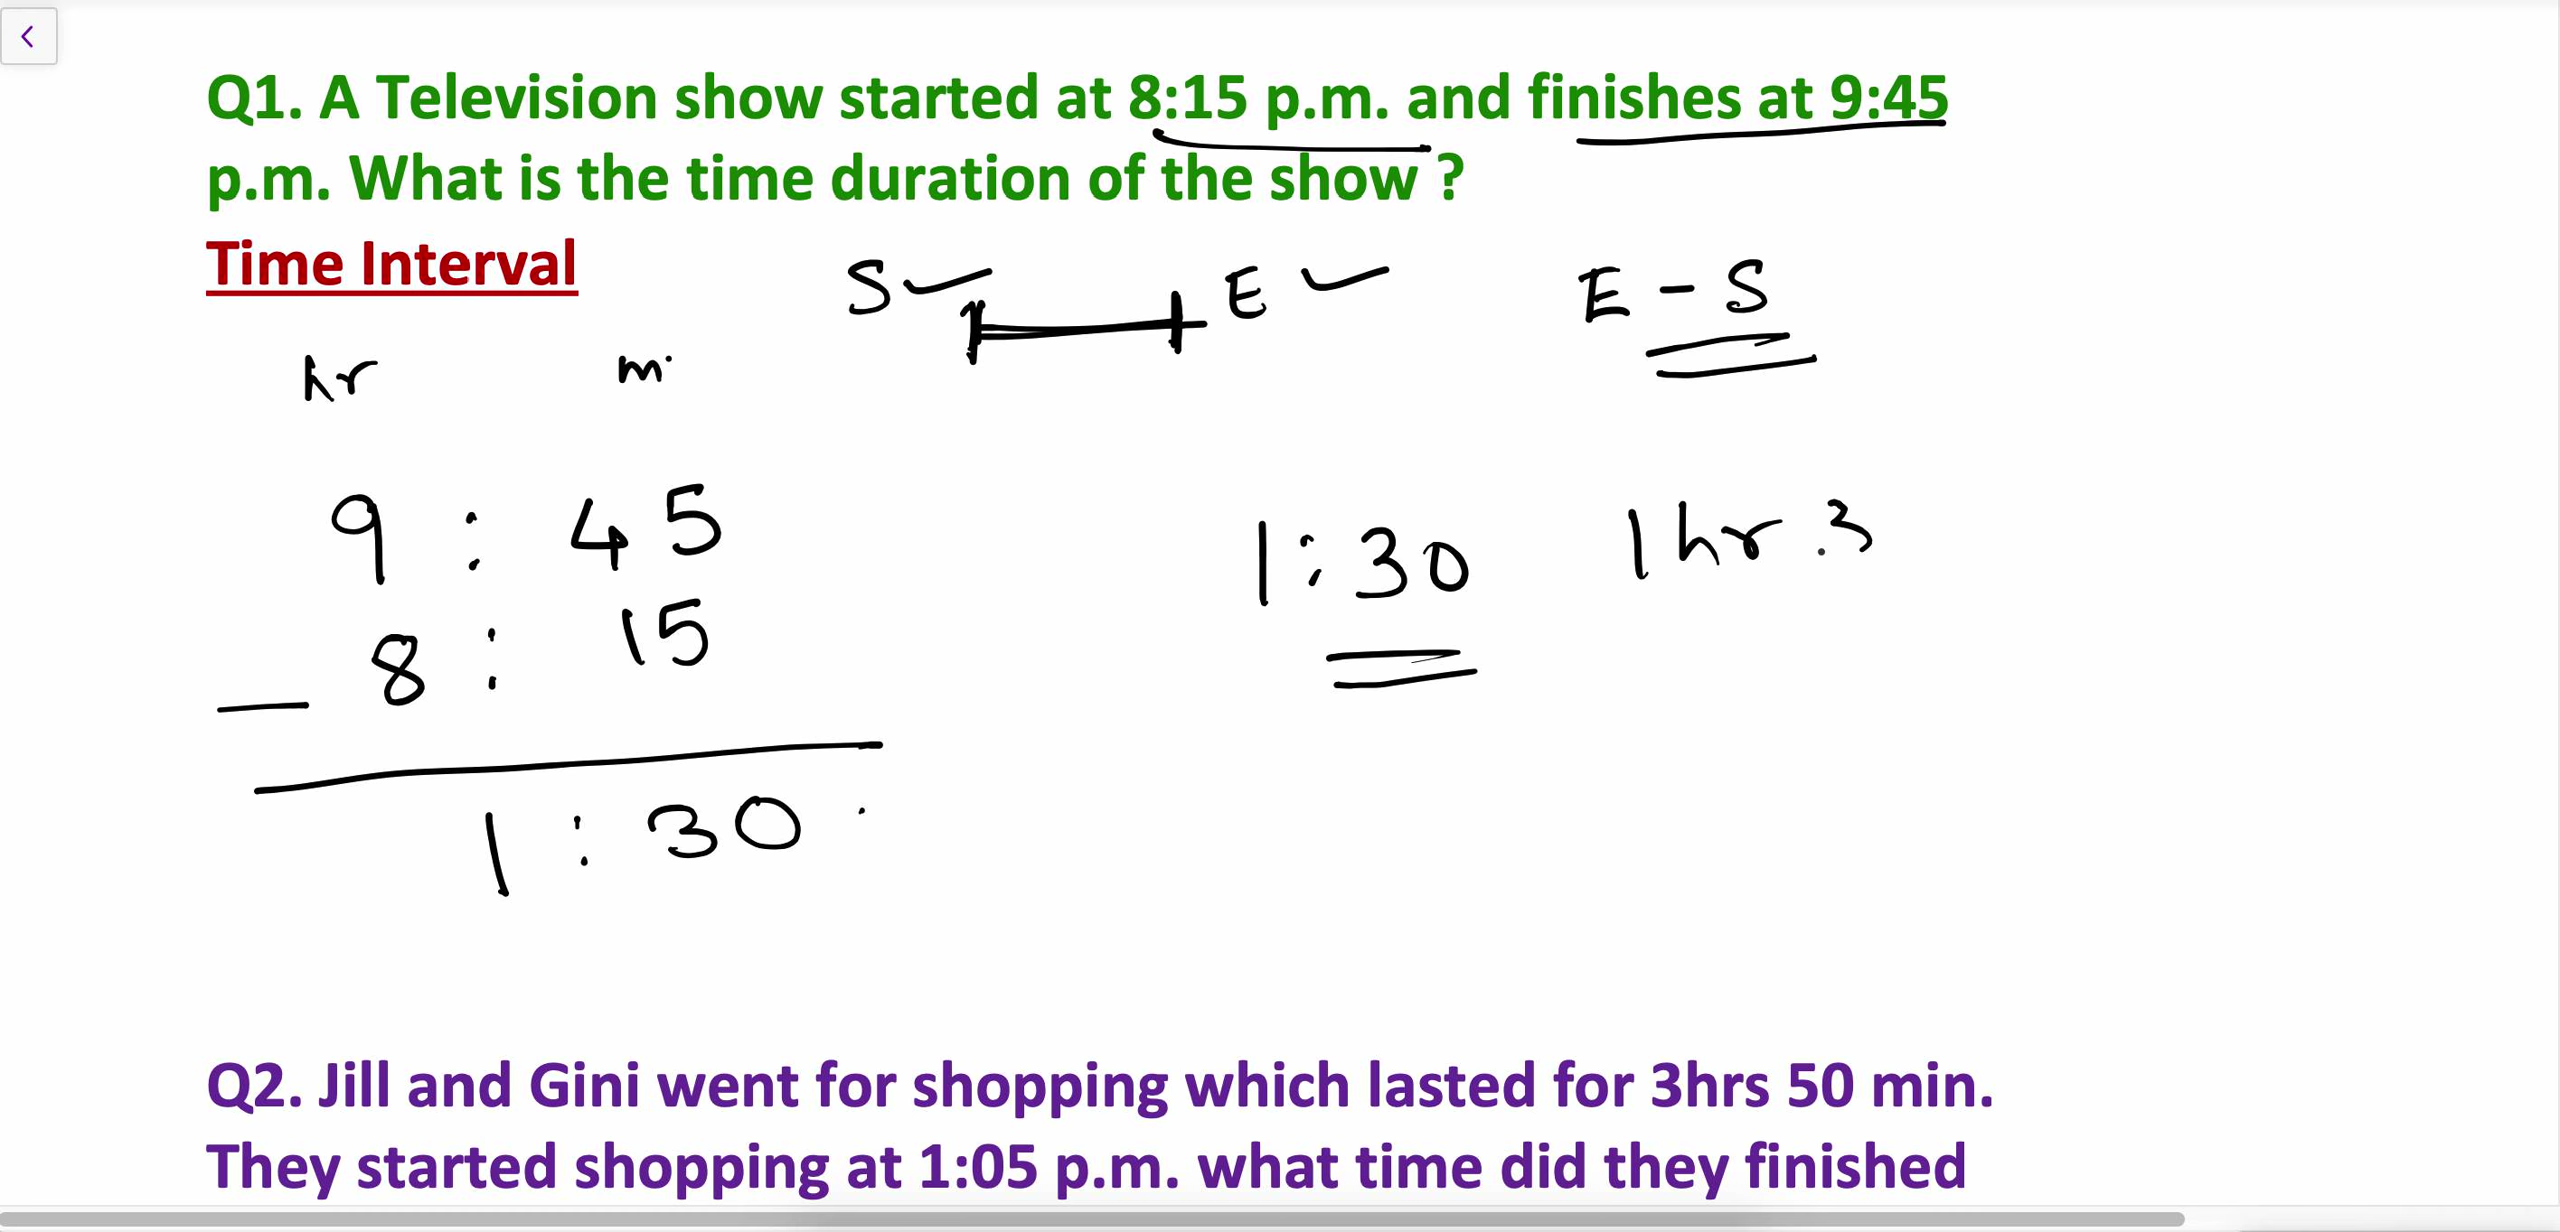 Q1. A Television show started at 8:15 p.m. and finishes at 9:45
p.m. What is the time duration of the show ?
Time Interval
S E E - S
hr m
9 : 45
1:30 1hr 3
- 8 : 15
1 : 30
Q2. Jill and Gini went for shopping which lasted for 3hrs 50 min.
They started shopping at 1:05 p.m. what time did they finished